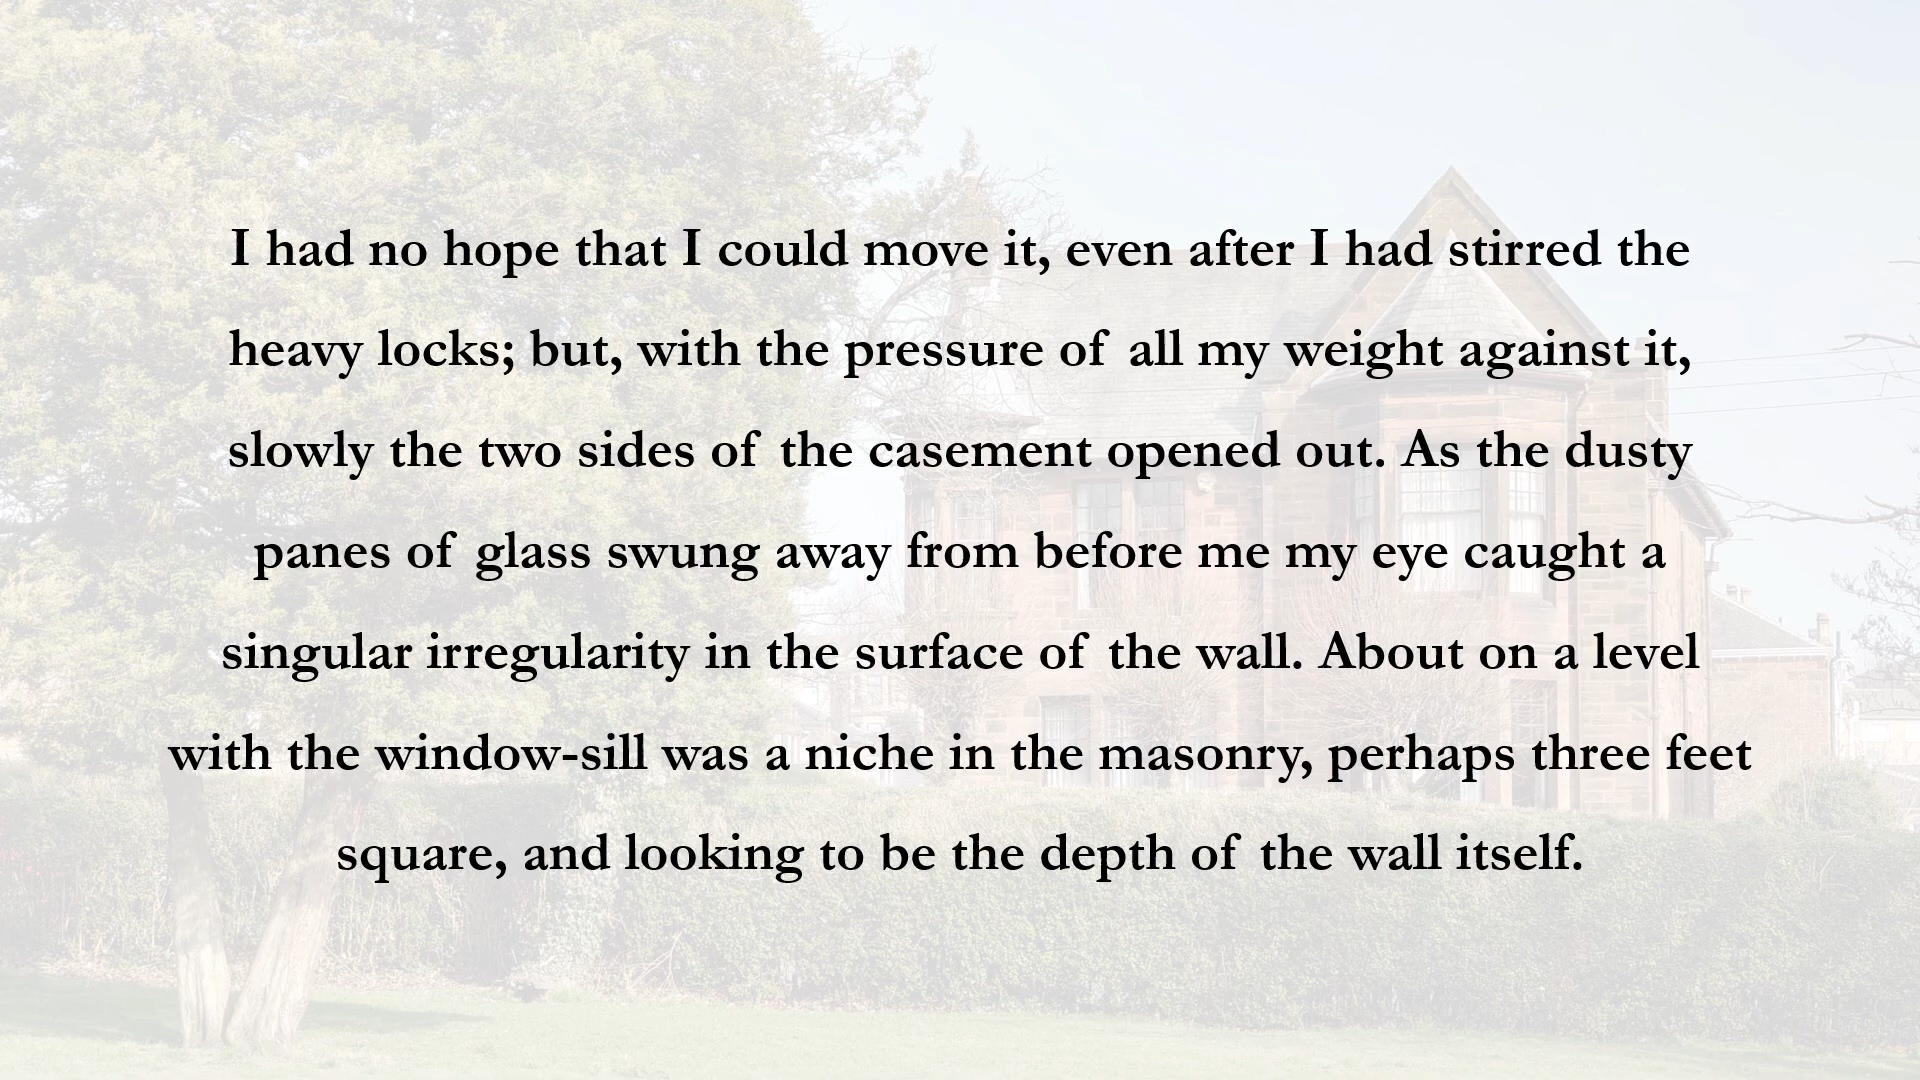 I had no hope that I could move it, even after I had stirred the
heavy locks; but, with the pressure of all my weight against it,
slowly the two sides of the casement opened out. As the dusty
panes of glass swung away from before me my eye caught a
singular irregularity in the surface of the wall. About on a level
with the window-sill was a niche in the masonry, perhaps three feet
square, and looking to be the depth of the wall itself.